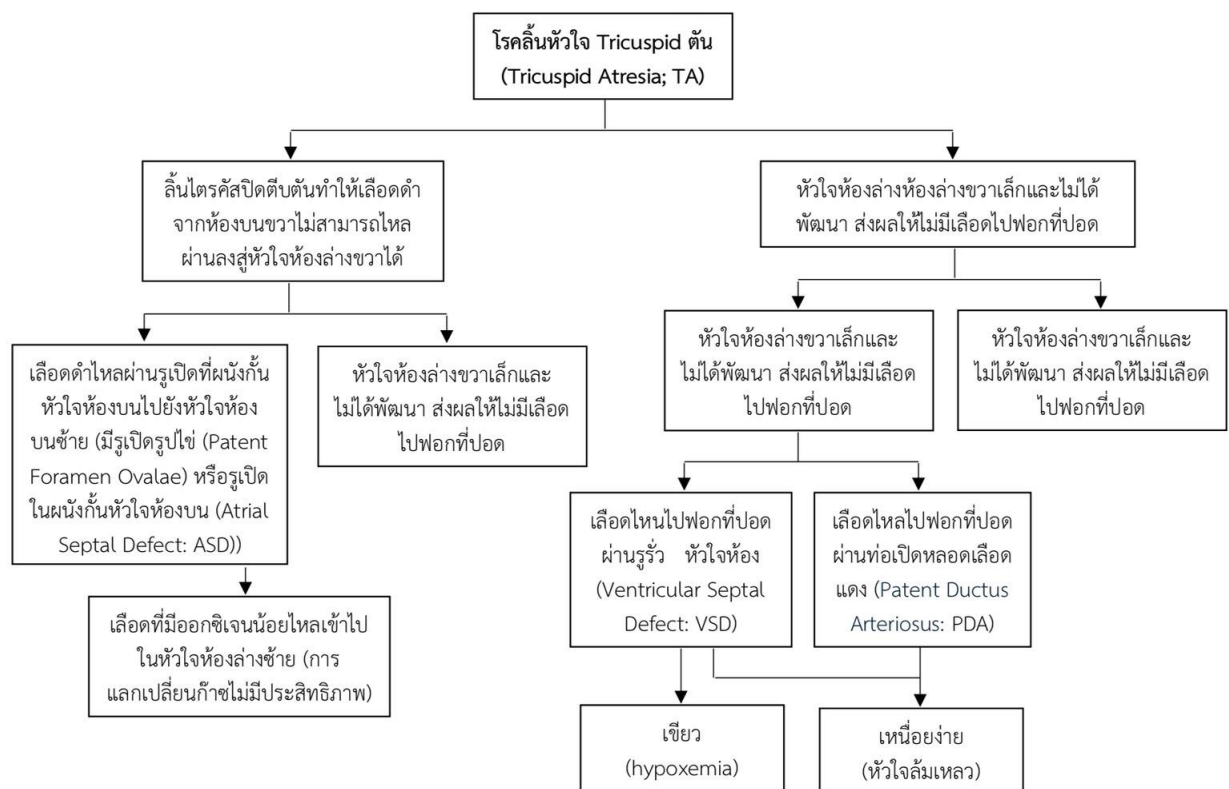 โรคลิ้นหัวใจ Tricuspid ตัน
(Tricuspid Atresia; TA)
ลิ้นไตรคัสปิดตีบตันทำให้เลือดดำ
จากห้องบนขวาไม่สามารถไหล
ผ่านลงสู่หัวใจห้องล่างขวาได้
หัวใจห้องล่างห้องล่างขวาเล็กและไม่ได้
พัฒนา ส่งผลให้ไม่มีเลือดไปฟอกที่ปอด
เลือดดำไหลผ่านรูเปิดที่ผนังกั้น
หัวใจห้องบนไปยังหัวใจห้อง
บนซ้าย (มีรูเปิดรูปไข่ (Patent
Foramen Ovalae) หรือรูเปิด
ในผนังกั้นหัวใจห้องบน (Atrial
Septal Defect: ASD))
หัวใจห้องล่างขวาเล็กและ
ไม่ได้พัฒนา ส่งผลให้ไม่มีเลือด
ไปฟอกที่ปอด
หัวใจห้องล่างขวาเล็กและ
ไม่ได้พัฒนา ส่งผลให้ไม่มีเลือด
ไปฟอกที่ปอด
หัวใจห้องล่างขวาเล็กและ
ไม่ได้พัฒนา ส่งผลให้ไม่มีเลือด
ไปฟอกที่ปอด
เลือดที่มีออกซิเจนน้อยไหลเข้าไป
ในหัวใจห้องล่างซ้าย (การ
แลกเปลี่ยนก๊าซไม่มีประสิทธิภาพ)
เลือดไหนไปฟอกที่ปอด
ผ่านรูรั่ว หัวใจห้อง
(Ventricular Septal
Defect: VSD)
เลือดไหลไปฟอกที่ปอด
ผ่านท่อเปิดหลอดเลือด
แดง (Patent Ductus
Arteriosus: PDA)
เขียว
(hypoxemia)
เหนื่อยง่าย
(หัวใจล้มเหลว)